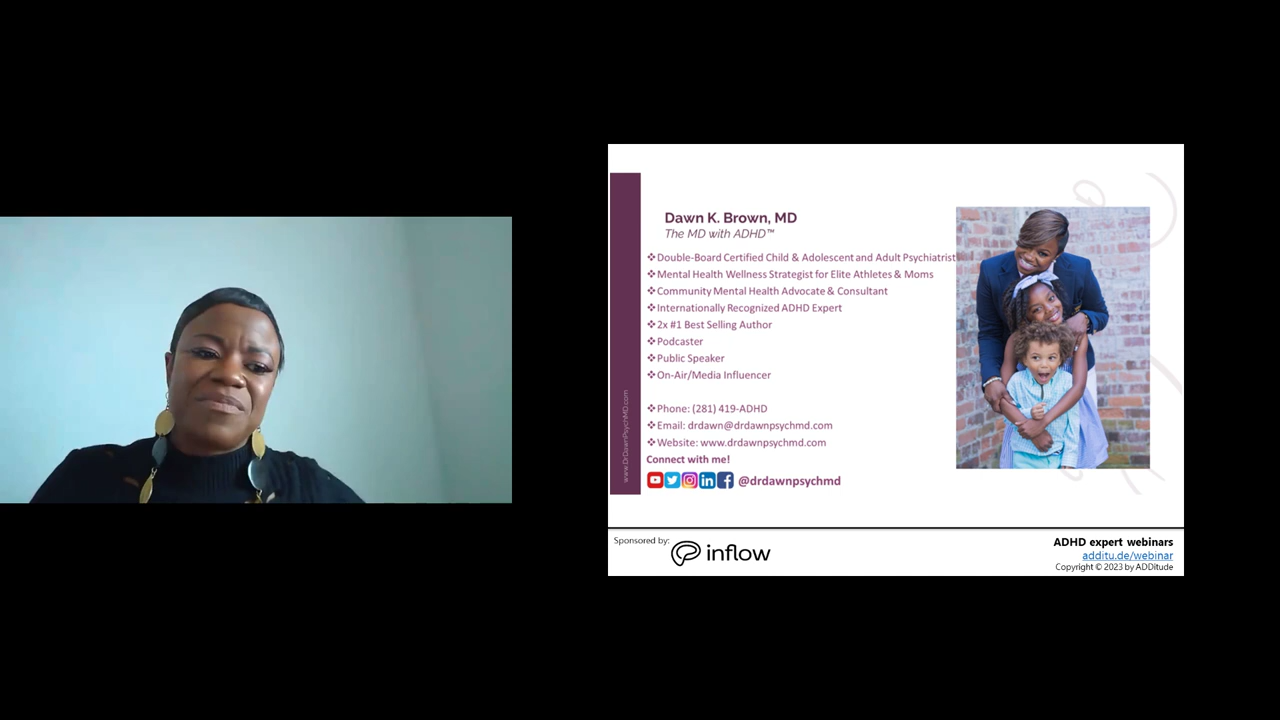 Dawn K. Brown, MD
The MD with ADHD™
❖Double-Board Certified Child & Adolescent and Adult Psychiatrist
❖Mental Health Wellness Strategist for Elite Athletes & Moms
❖Community Mental Health Advocate & Consultant
❖Internationally Recognized ADHD Expert
❖2x #1 Best Selling Author
❖Podcaster
❖Public Speaker
❖On-Air/Media Influencer
❖Phone: (281) 419-ADHD
❖Email: drdawn@drdawnpsychmd.com
❖Website: www.drdawnpsychmd.com
Connect with me!
@drdawnpsychmd
www.DrDawnPsychMD.com
Sponsored by:
inflow
ADHD expert webinars
additu.de/webinar
Copyright © 2023 by ADDitude